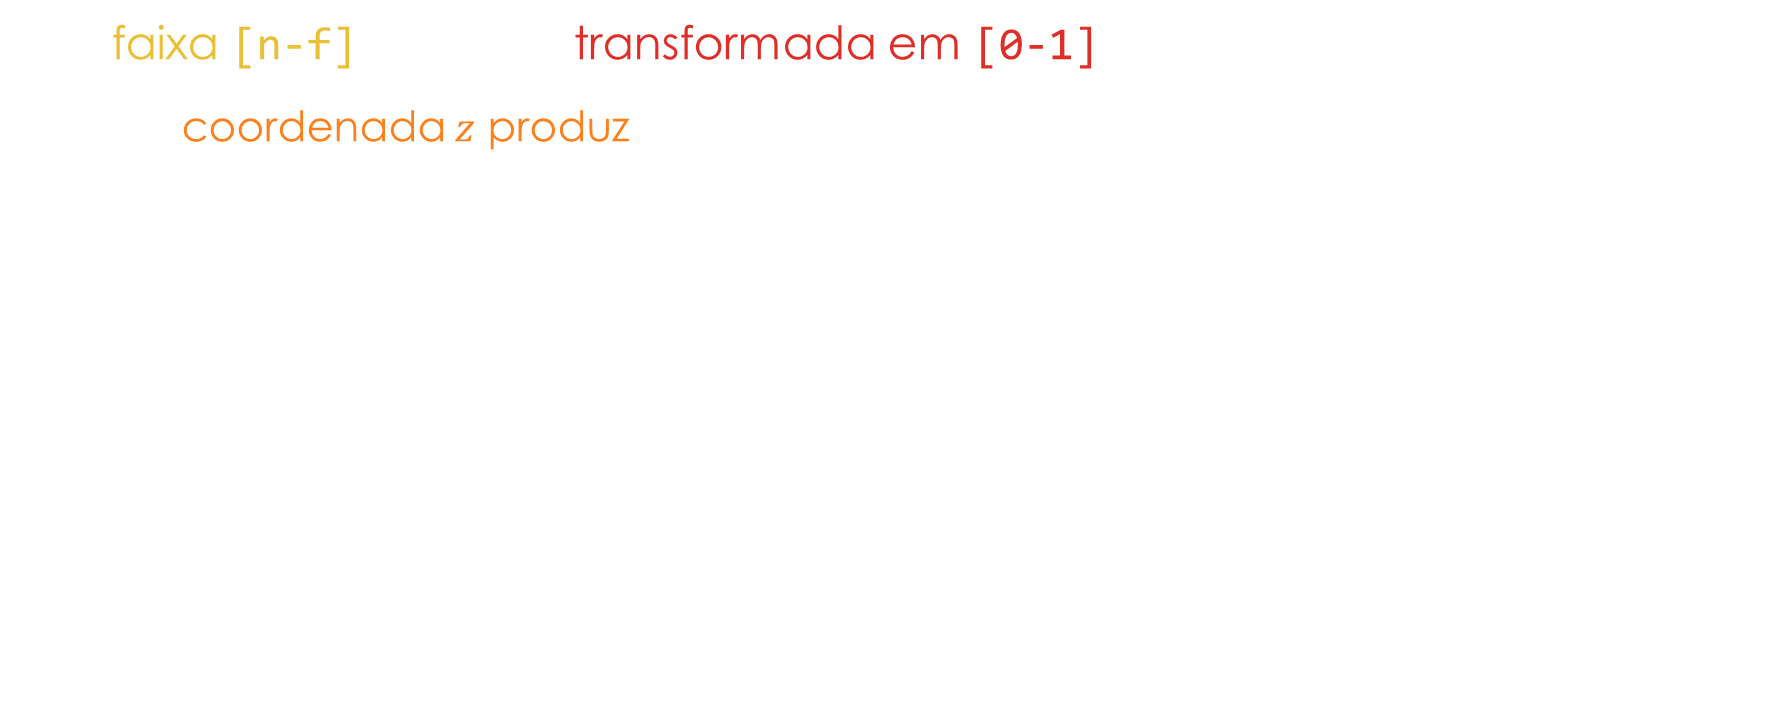 faixa [n-f] transformada em [0-1]
coordenada z produz